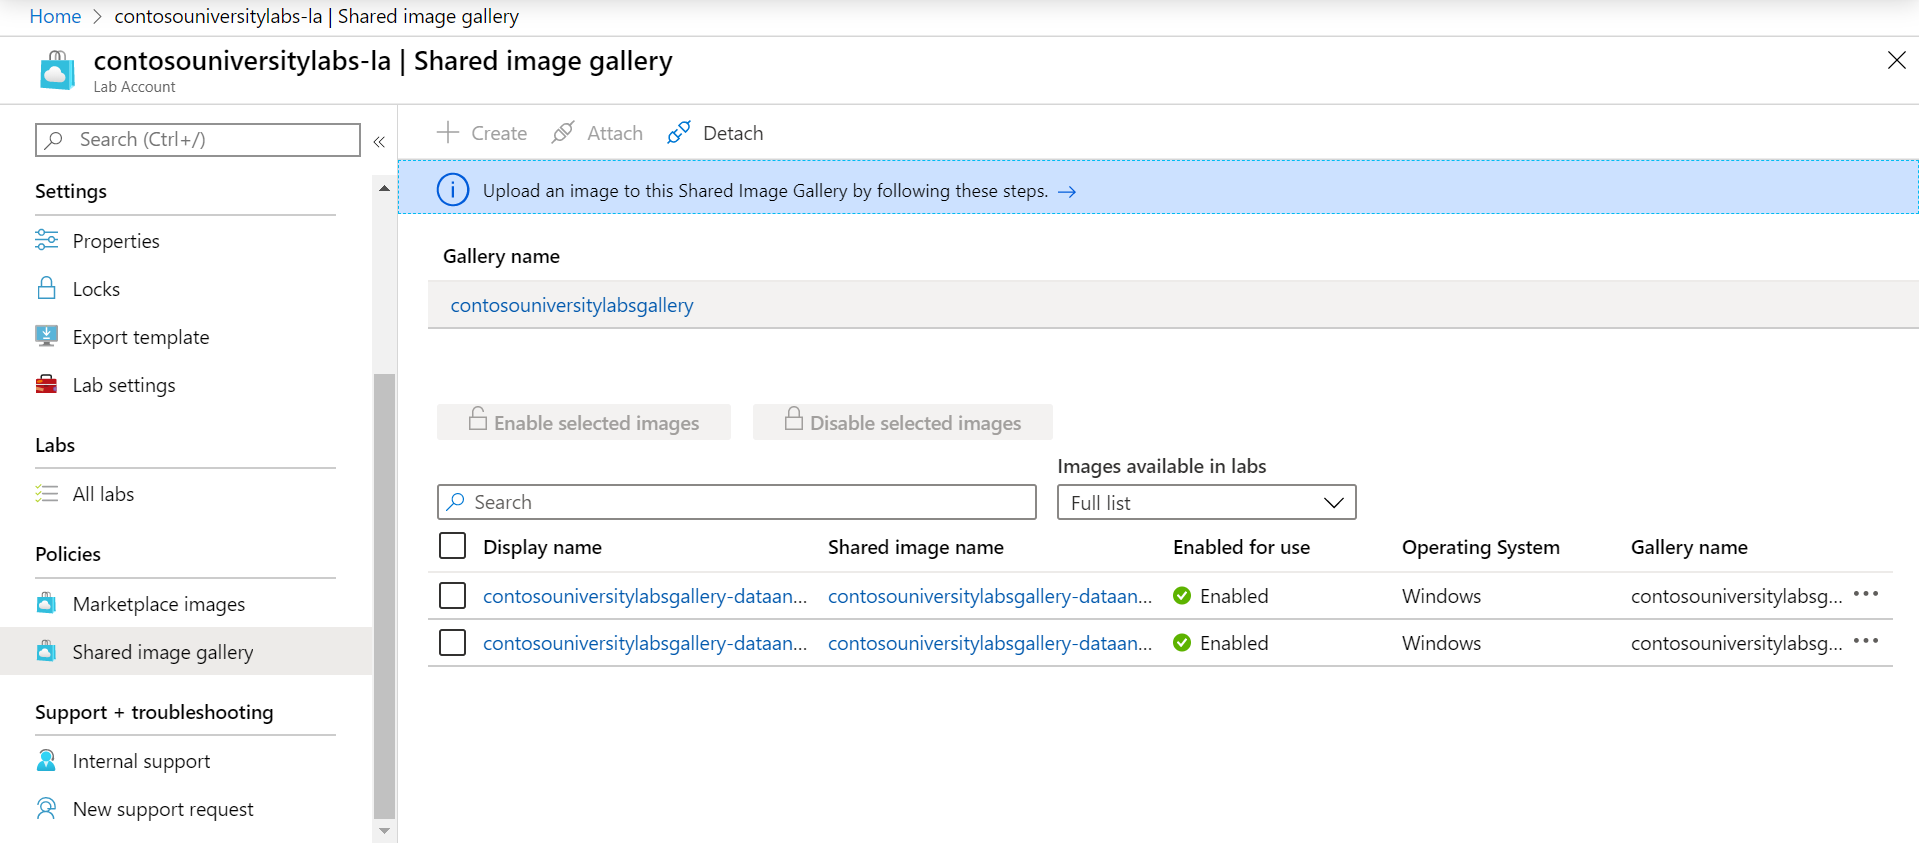 Home > contosouniversitylabs-la | Shared image gallery
contosouniversitylabs-la | Shared image gallery
Lab Account
Search (Ctrl+/)
Settings
Properties
Locks
Export template
Lab settings
Labs
All labs
Policies
Marketplace images
Shared image gallery
Support + troubleshooting
Internal support
New support request
Create Attach Detach
Upload an image to this Shared Image Gallery by following these steps. →
Gallery name
contosouniversitylabsgallery
Enable selected images Disable selected images
Images available in labs
Search Full list
Display name Shared image name Enabled for use Operating System Gallery name
contosouniversitylabsgallery-dataan... contosouniversitylabsgallery-dataan... Enabled Windows contosouniversitylabsg...
contosouniversitylabsgallery-dataan... contosouniversitylabsgallery-dataan... Enabled Windows contosouniversitylabsg...